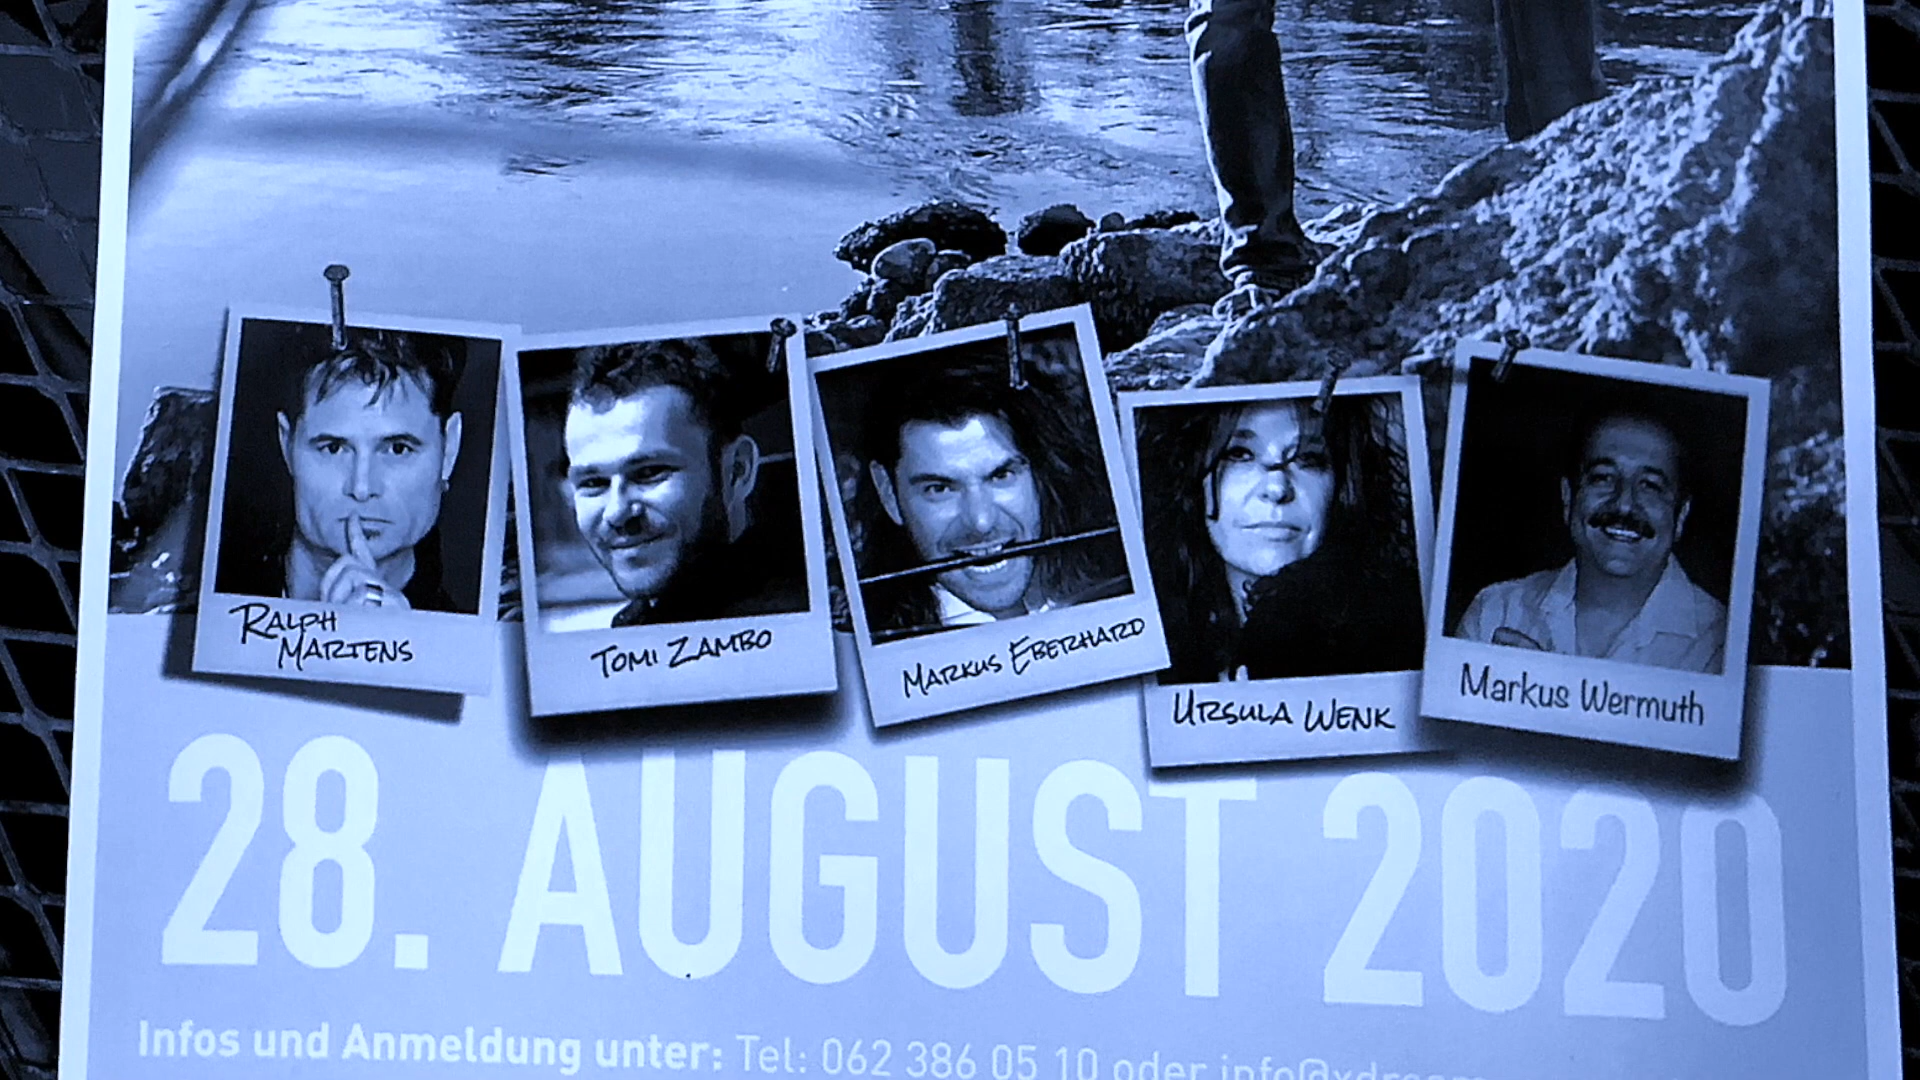 RALPH
MARTENS
TOMI ZAMBO
MARKUS EBERHARD
URSULA WENK
Markus Wermuth
28. AUGUST 2020
Infos und Anmeldung unter: Tel: 062 386 05 10 oder